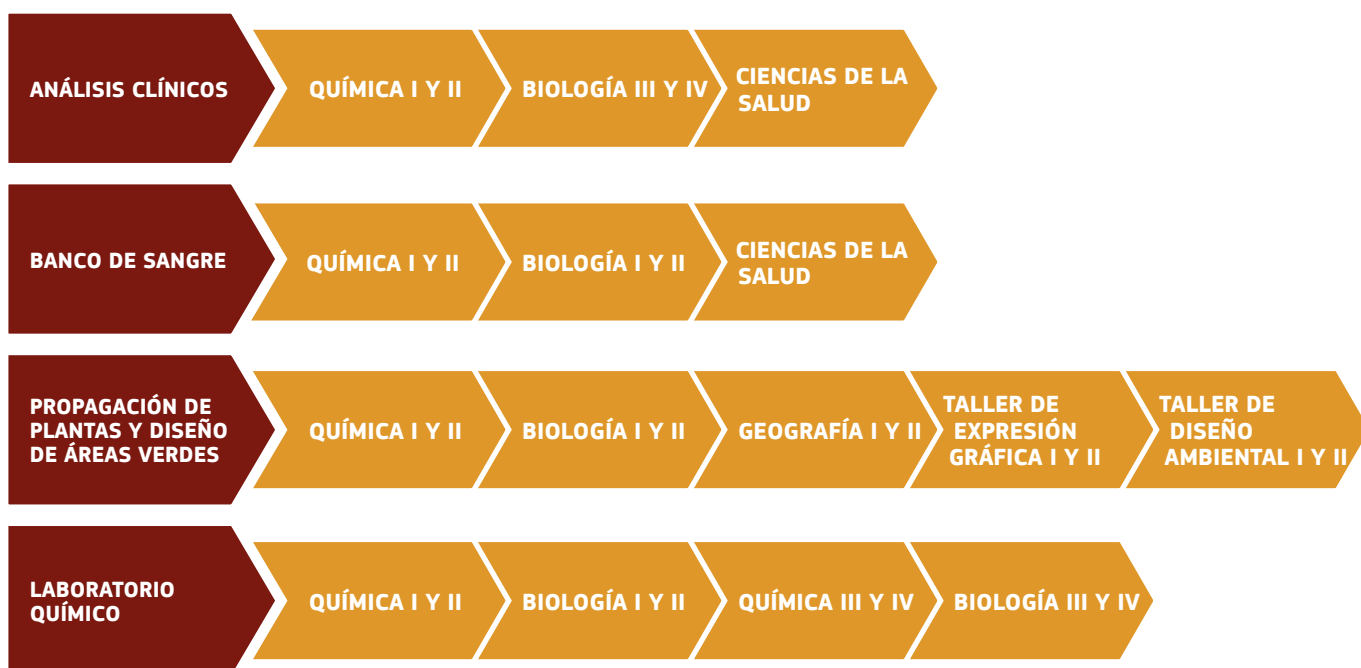 ANÁLISIS CLÍNICOS
QUÍMICA I Y II
BIOLOGÍA III Y IV
CIENCIAS DE LA
SALUD
BANCO DE SANGRE
QUÍMICA I Y II
BIOLOGÍA I Y II
CIENCIAS DE LA
SALUD
PROPAGACIÓN DE
PLANTAS Y DISEÑO
DE ÁREAS VERDES
QUÍMICA I Y II
BIOLOGÍA I Y II
GEOGRAFÍA I Y II
TALLER DE
EXPRESIÓN
GRÁFICA I Y II
TALLER DE
DISEÑO
AMBIENTAL I Y II
LABORATORIO
QUÍMICO
QUÍMICA I Y II
BIOLOGÍA I Y II
QUÍMICA III Y IV
BIOLOGÍA III Y IV